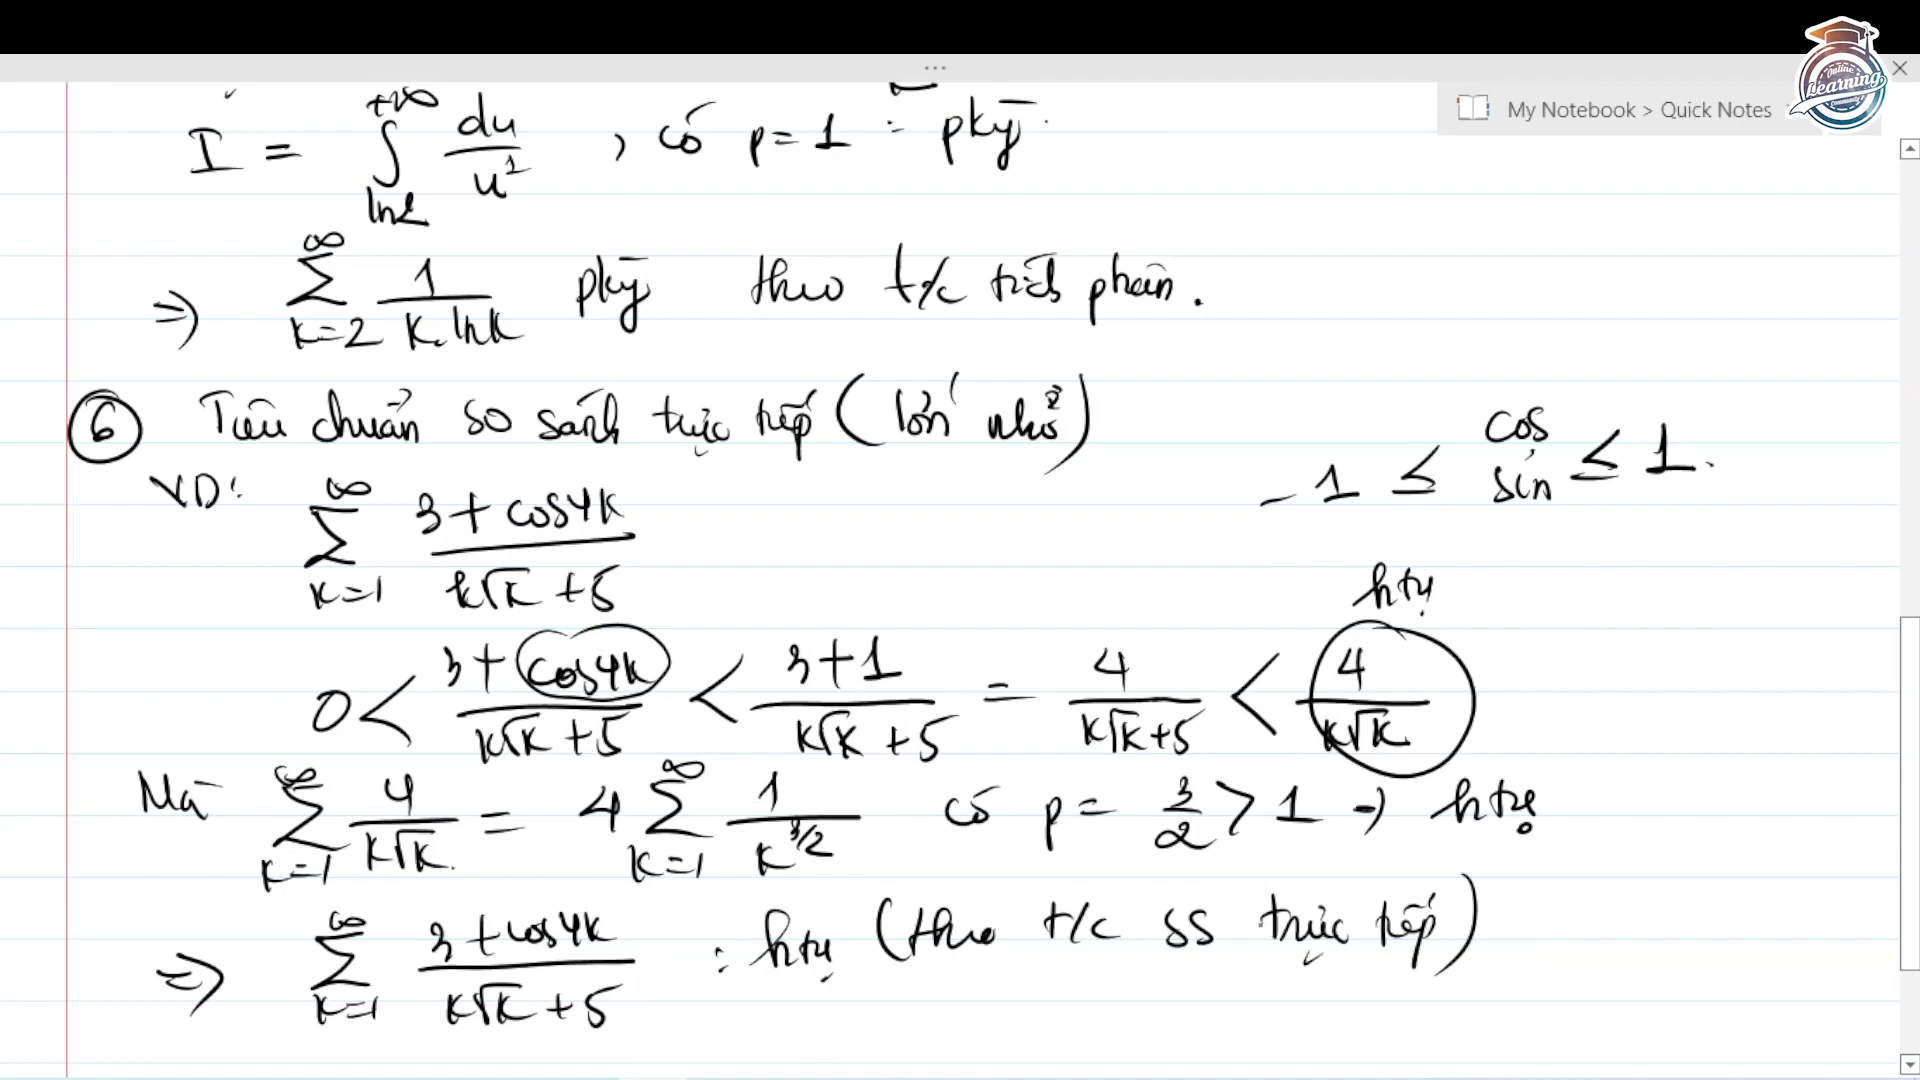 ...
My Notebook > Quick Notes
Online Learning Community
I = ∫_{ln2}^{+∞} du/u^1 , có p = 1 : pkỳ.
⇒ ∑_{k=2}^{∞} 1/(k.lnk) pkỳ theo t/c tích phân.
⑥ Tiêu chuẩn so sánh trực tiếp (lớn nhỏ)
VD: ∑_{k=1}^{∞} (3 + cos4k)/(k√k + 5)
-1 ≤ cos sin ≤ 1.
0 < (3 + cos4k)/(k√k + 5) < (3+1)/(k√k + 5) = 4/(k√k+5) < 4/(k√k) htụ
Mà ∑_{k=1}^{∞} 4/(k√k) = 4 ∑_{k=1}^{∞} 1/k^{3/2} có p = 3/2 > 1 ⇒ htụ
⇒ ∑_{k=1}^{∞} (3 + cos4k)/(k√k + 5) : htụ (theo t/c ss trực tiếp)